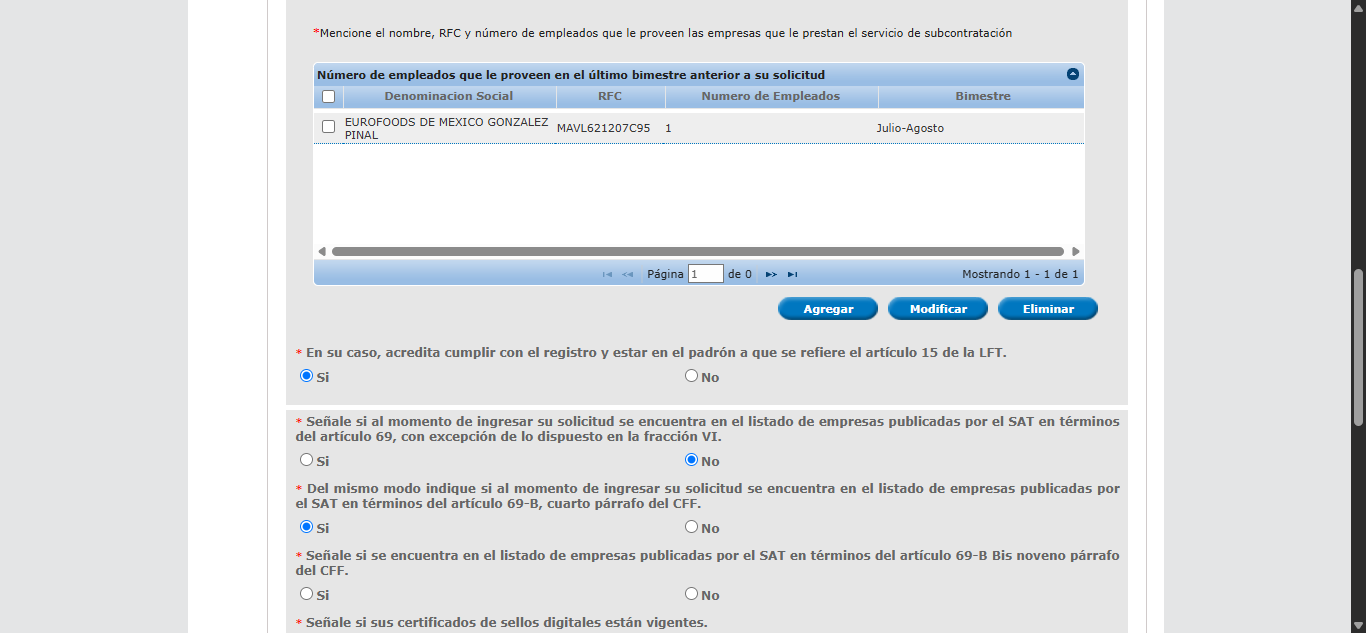 *Mencione el nombre, RFC y número de empleados que le proveen las empresas que le prestan el servicio de subcontratación
Número de empleados que le proveen en el último bimestre anterior a su solicitud
Denominacion Social RFC Numero de Empleados Bimestre
EUROFOODS DE MEXICO GONZALEZ
PINAL MAVL621207C95 1 Julio-Agosto
Página 1 de 0 Mostrando 1 - 1 de 1
Agregar Modificar Eliminar
* En su caso, acredita cumplir con el registro y estar en el padrón a que se refiere el artículo 15 de la LFT.
Si No
* Señale si al momento de ingresar su solicitud se encuentra en el listado de empresas publicadas por el SAT en términos
del artículo 69, con excepción de lo dispuesto en la fracción VI.
Si No
* Del mismo modo indique si al momento de ingresar su solicitud se encuentra en el listado de empresas publicadas por
el SAT en términos del artículo 69-B, cuarto párrafo del CFF.
Si No
* Señale si se encuentra en el listado de empresas publicadas por el SAT en términos del artículo 69-B Bis noveno párrafo
del CFF.
Si No
* Señale si sus certificados de sellos digitales están vigentes.